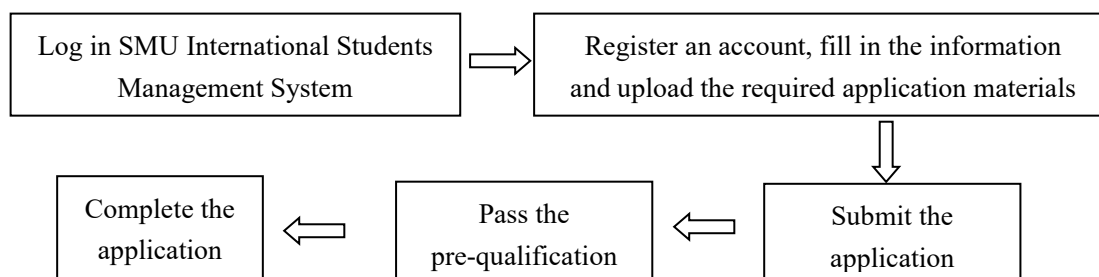 Log in SMU International Students
Management System
Register an account, fill in the information
and upload the required application materials
Submit the
application
Pass the
pre-qualification
Complete the
application